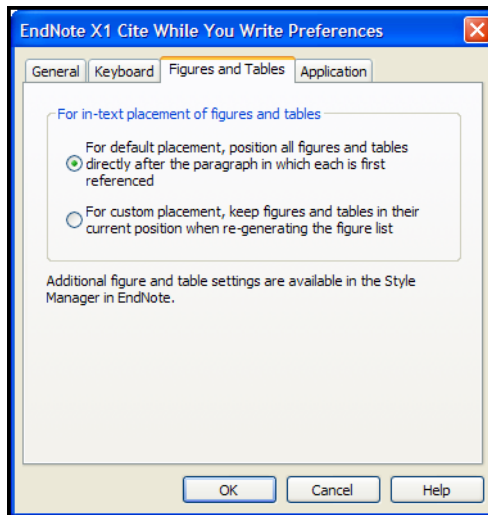 EndNote X1 Cite While You Write Preferences
General Keyboard Figures and Tables Application
For in-text placement of figures and tables
For default placement, position all figures and tables
directly after the paragraph in which each is first
referenced
For custom placement, keep figures and tables in their
current position when re-generating the figure list
Additional figure and table settings are available in the Style
Manager in EndNote.
OK Cancel Help